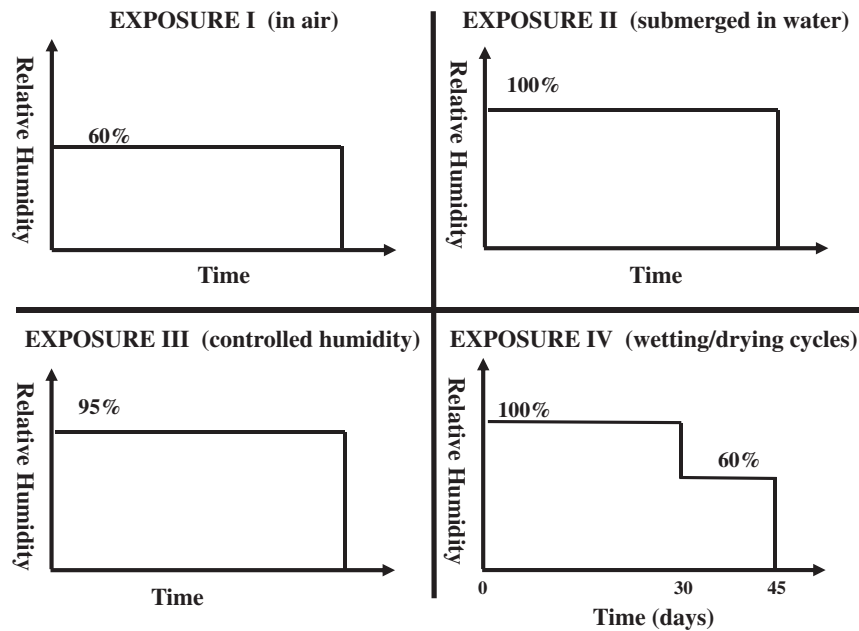 EXPOSURE I (in air)
Relative Humidity
60%
Time
EXPOSURE II (submerged in water)
Relative Humidity
100%
Time
EXPOSURE III (controlled humidity)
Relative Humidity
95%
Time
EXPOSURE IV (wetting/drying cycles)
Relative Humidity
100%
60%
0 30 45
Time (days)